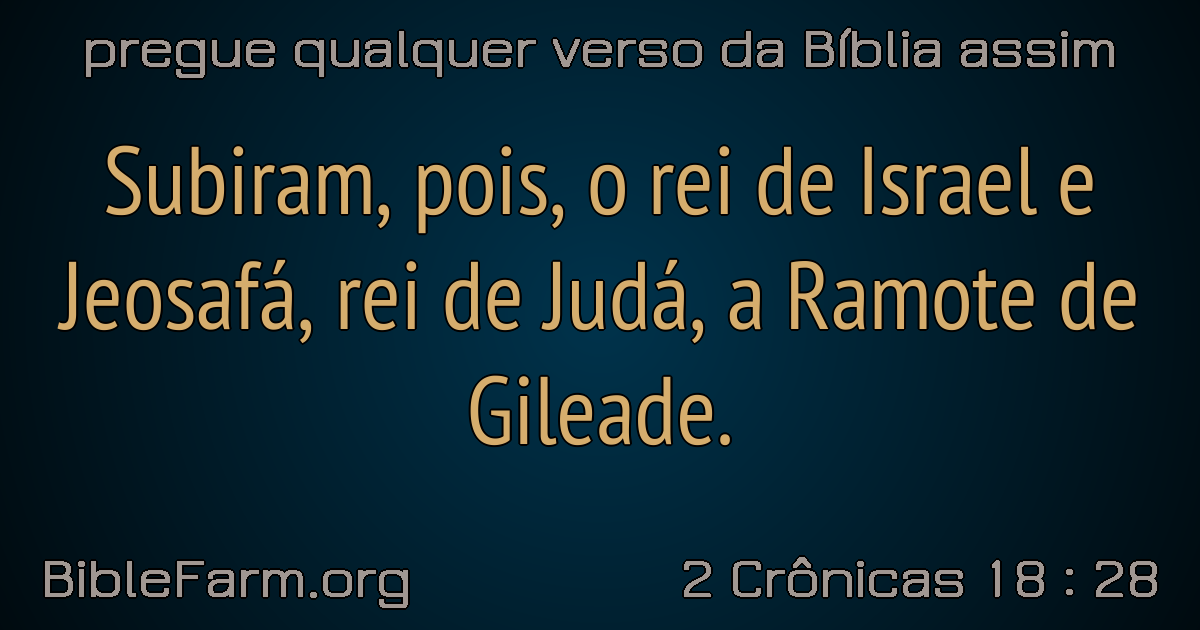 pregue qualquer verso da Bíblia assim
Subiram, pois, o rei de Israel e
Jeosafá, rei de Judá, a Ramote de
Gileade.
BibleFarm.org
2 Crônicas 18 : 28